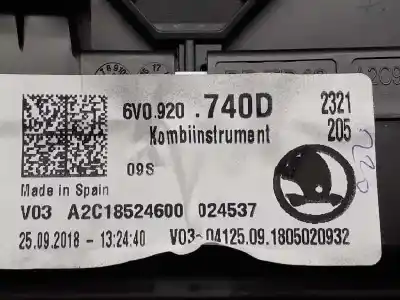 6V0.920 .740D 2321
Kombiinstrument 205
09S
Made in Spain
V03 A2C18524600 024537
25.09.2018 - 13:24:40 V03-04125.09.1805020932